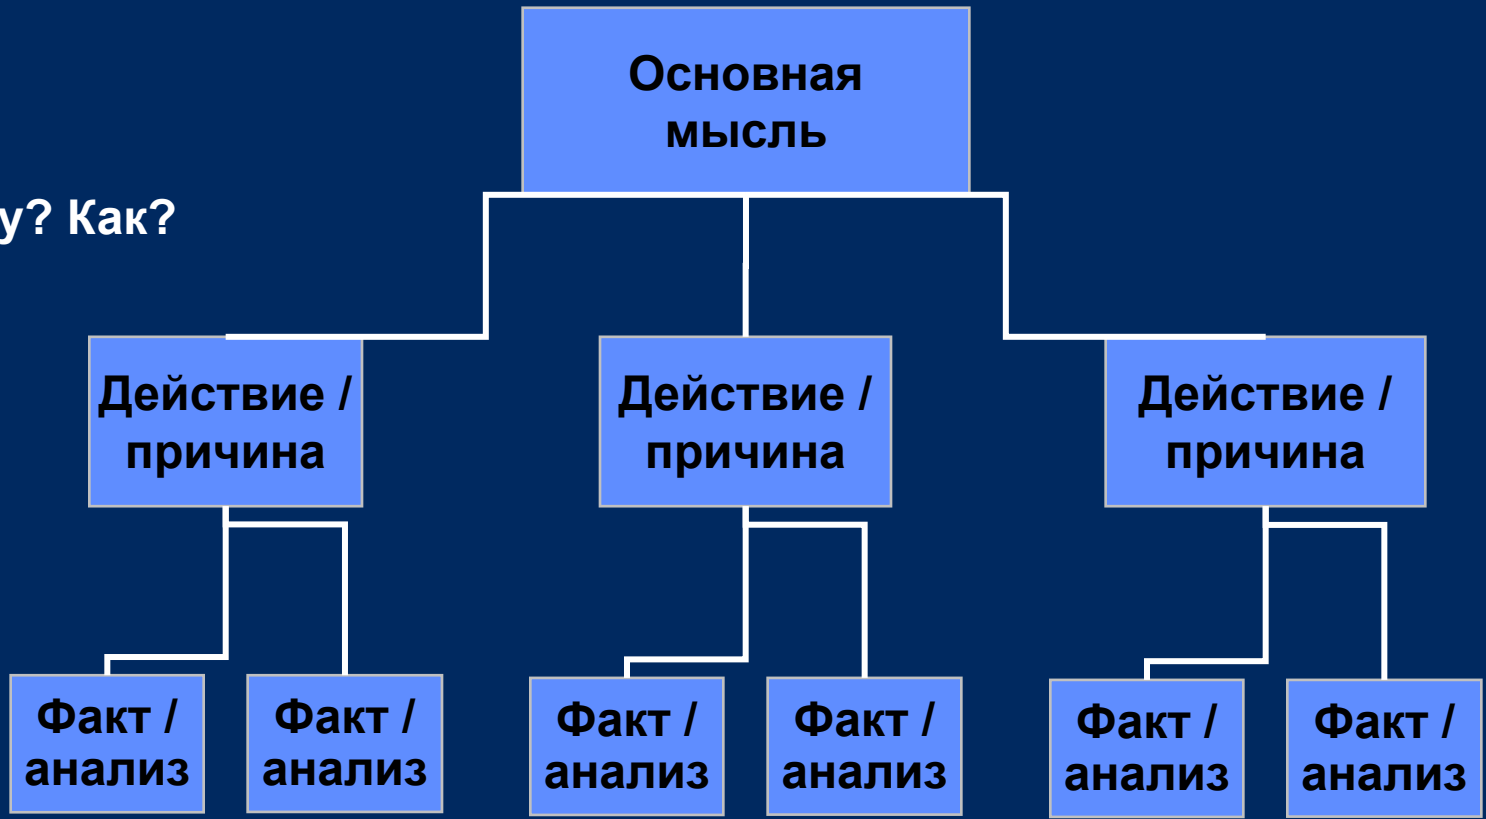 Основная
мысль
у? Как?
Действие /
причина
Действие /
причина
Действие /
причина
Факт /
анализ
Факт /
анализ
Факт /
анализ
Факт /
анализ
Факт /
анализ
Факт /
анализ